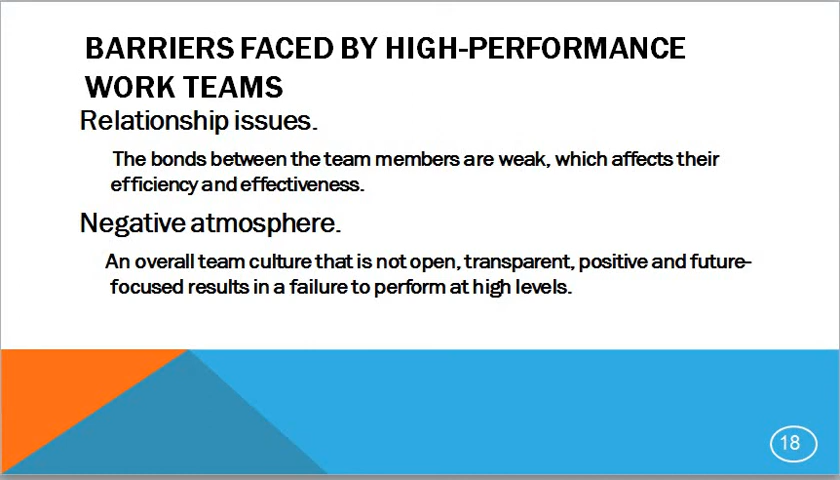 BARRIERS FACED BY HIGH-PERFORMANCE
WORK TEAMS
Relationship issues.
The bonds between the team members are weak, which affects their
efficiency and effectiveness.
Negative atmosphere.
An overall team culture that is not open, transparent, positive and future-
focused results in a failure to perform at high levels.
18